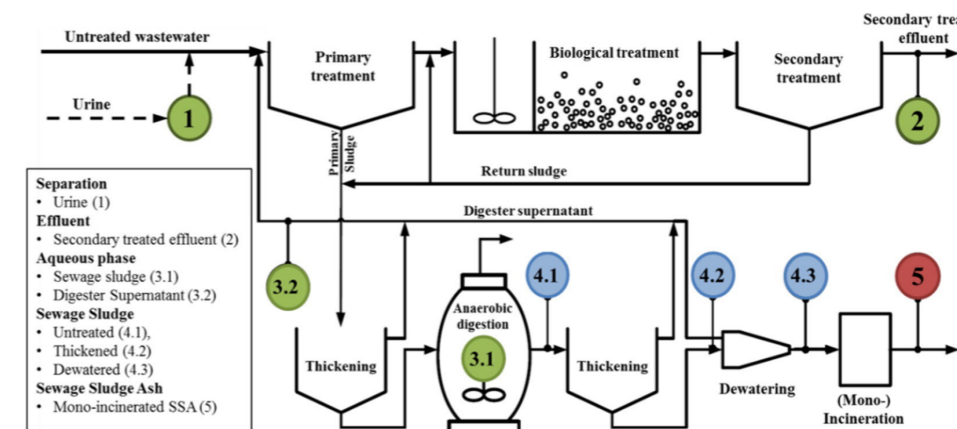 Untreated wastewater
Urine
1
Primary
treatment
Biological treatment
Secondary
treatment
Secondary trea
effluent
2
Primary
Sludge
Return sludge
Digester supernatant
Separation
• Urine (1)
Effluent
• Secondary treated effluent (2)
Aqueous phase
• Sewage sludge (3.1)
• Digester Supernatant (3.2)
Sewage Sludge
• Untreated (4.1),
• Thickened (4.2)
• Dewatered (4.3)
Sewage Sludge Ash
• Mono-incinerated SSA (5)
3.2
Thickening
Anaerobic
digestion
3.1
4.1
Thickening
4.2
Dewatering
4.3
(Mono-)
Incineration
5